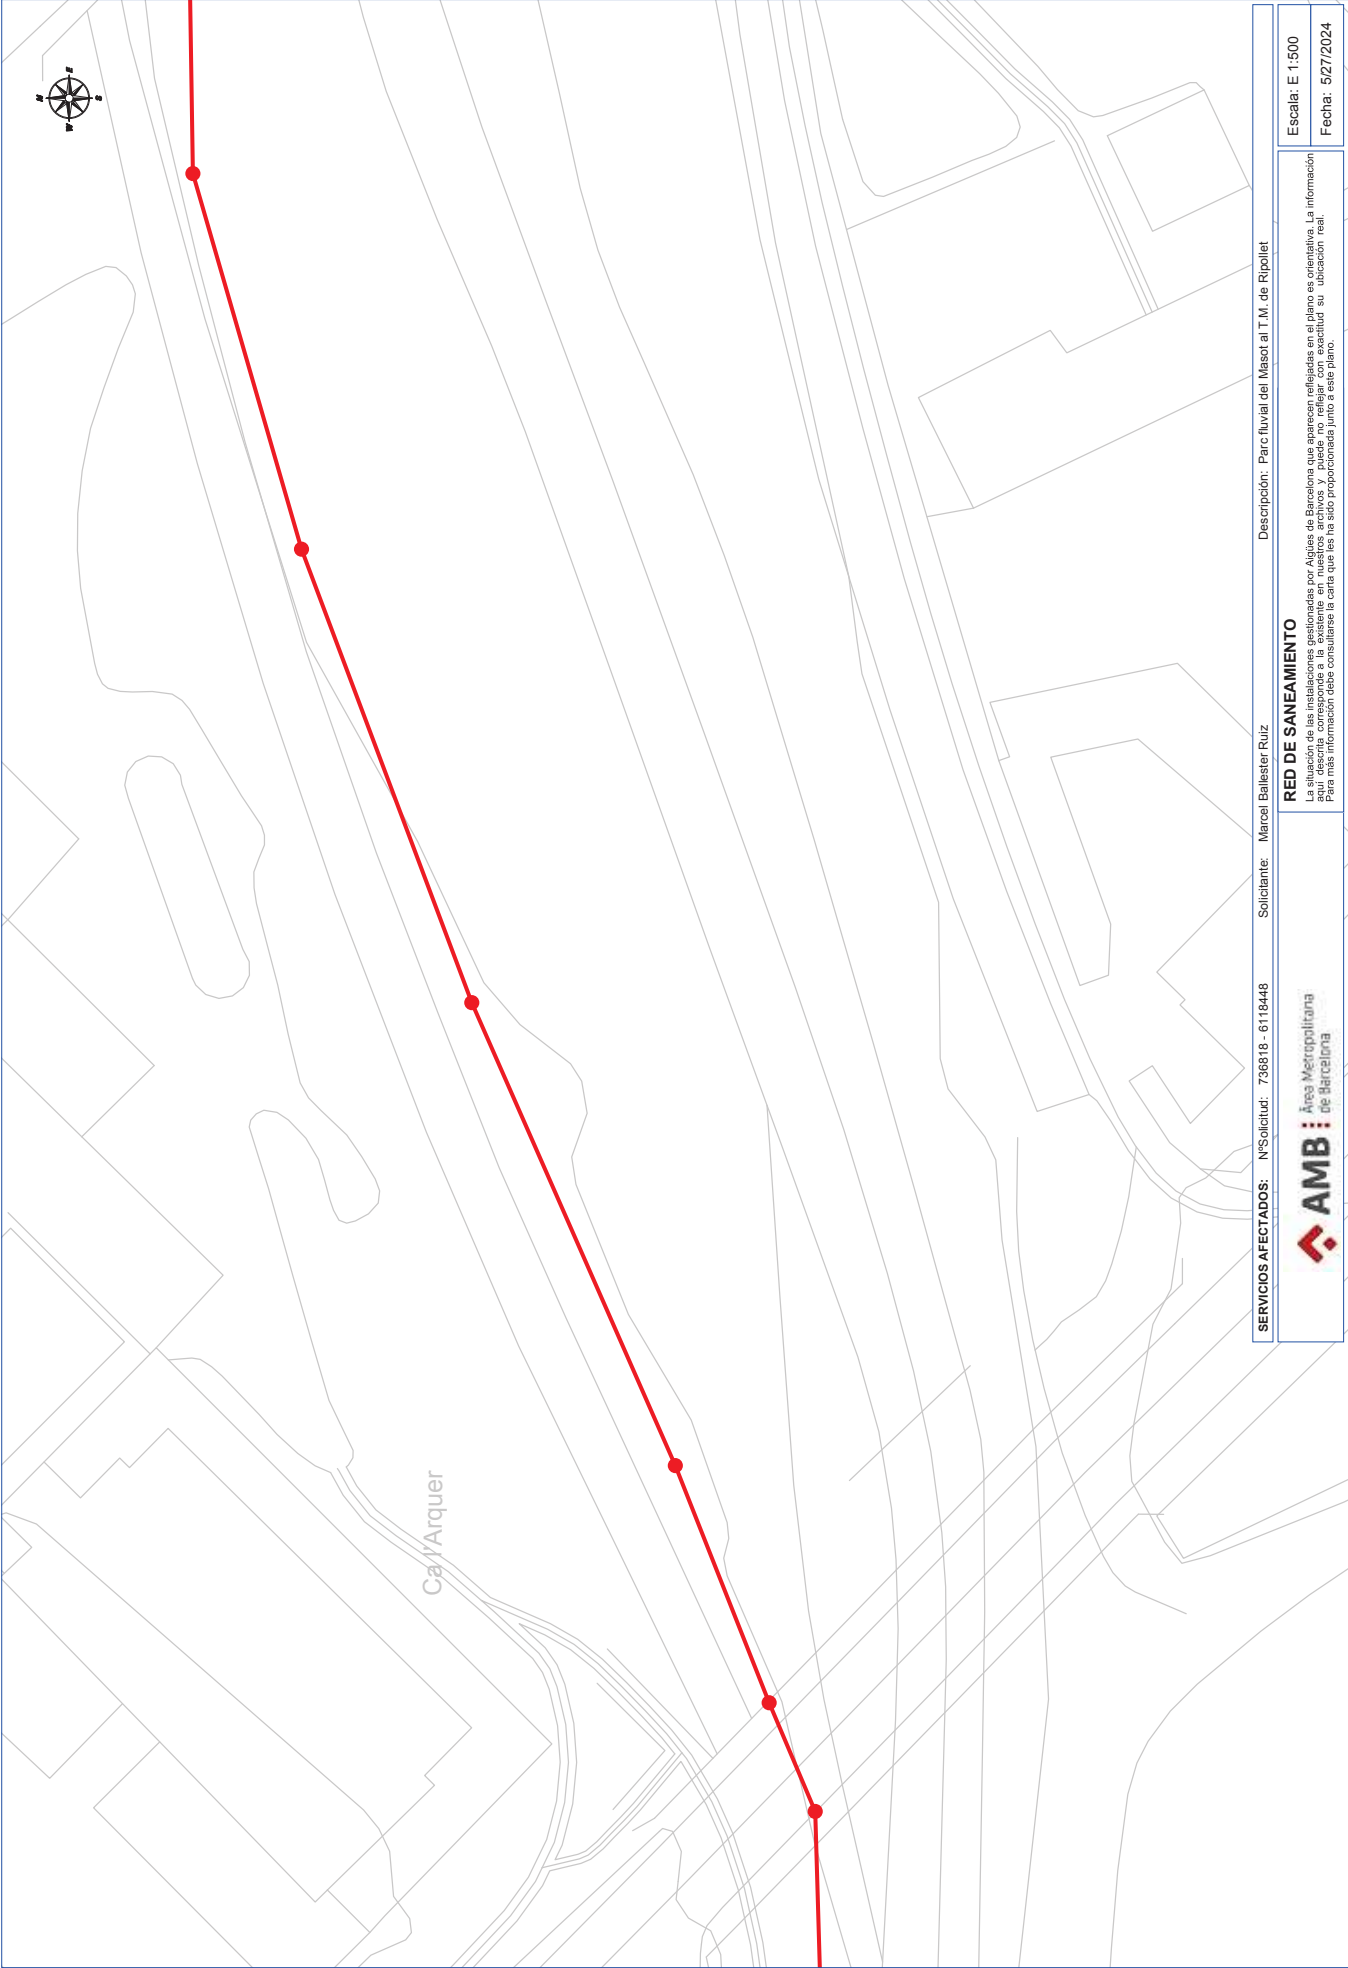 N
E
S
W
Ca l'Arquer
SERVICIOS AFECTADOS: NºSolicitud: 736818 - 6118448 Solicitante: Marcel Ballester Ruiz Descripción: Parc fluvial del Masot al T.M. de Ripollet
AMB Àrea Metropolitana
de Barcelona
RED DE SANEAMIENTO
La situación de las instalaciones gestionadas por Aigües de Barcelona que aparecen reflejadas en el plano es orientativa. La información
aquí descrita corresponde a la existente en nuestros archivos y puede no reflejar con exactitud su ubicación real.
Para más información debe consultarse la carta que les ha sido proporcionada junto a este plano.
Escala: E 1:500
Fecha: 5/27/2024